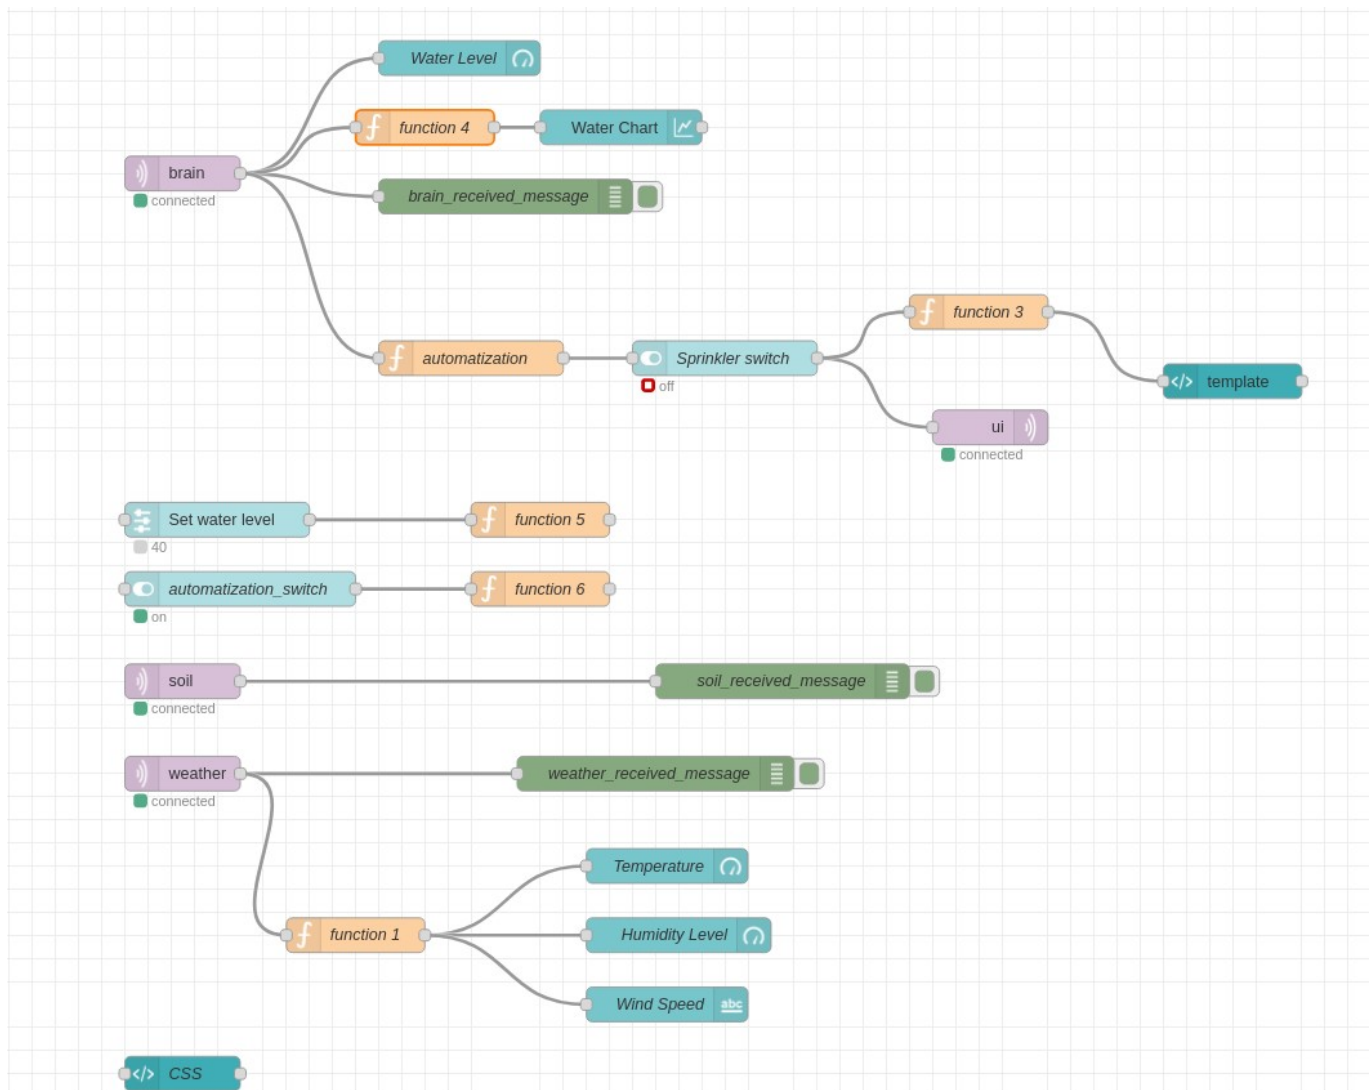 Water Level
function 4
Water Chart
brain
connected
brain_received_message
function 3
automatization
Sprinkler switch
off
template
ui
connected
Set water level
function 5
40
automatization_switch
function 6
on
soil
soil_received_message
connected
weather
weather_received_message
connected
Temperature
function 1
Humidity Level
Wind Speed
abc
CSS